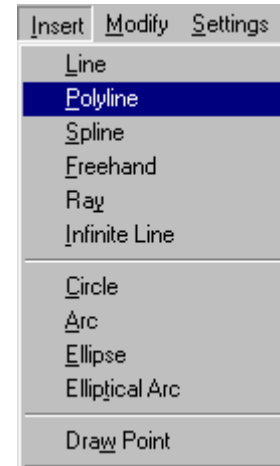 Insert Modify Settings
Line
Polyline
Spline
Freehand
Ray
Infinite Line
Circle
Arc
Ellipse
Elliptical Arc
Draw Point